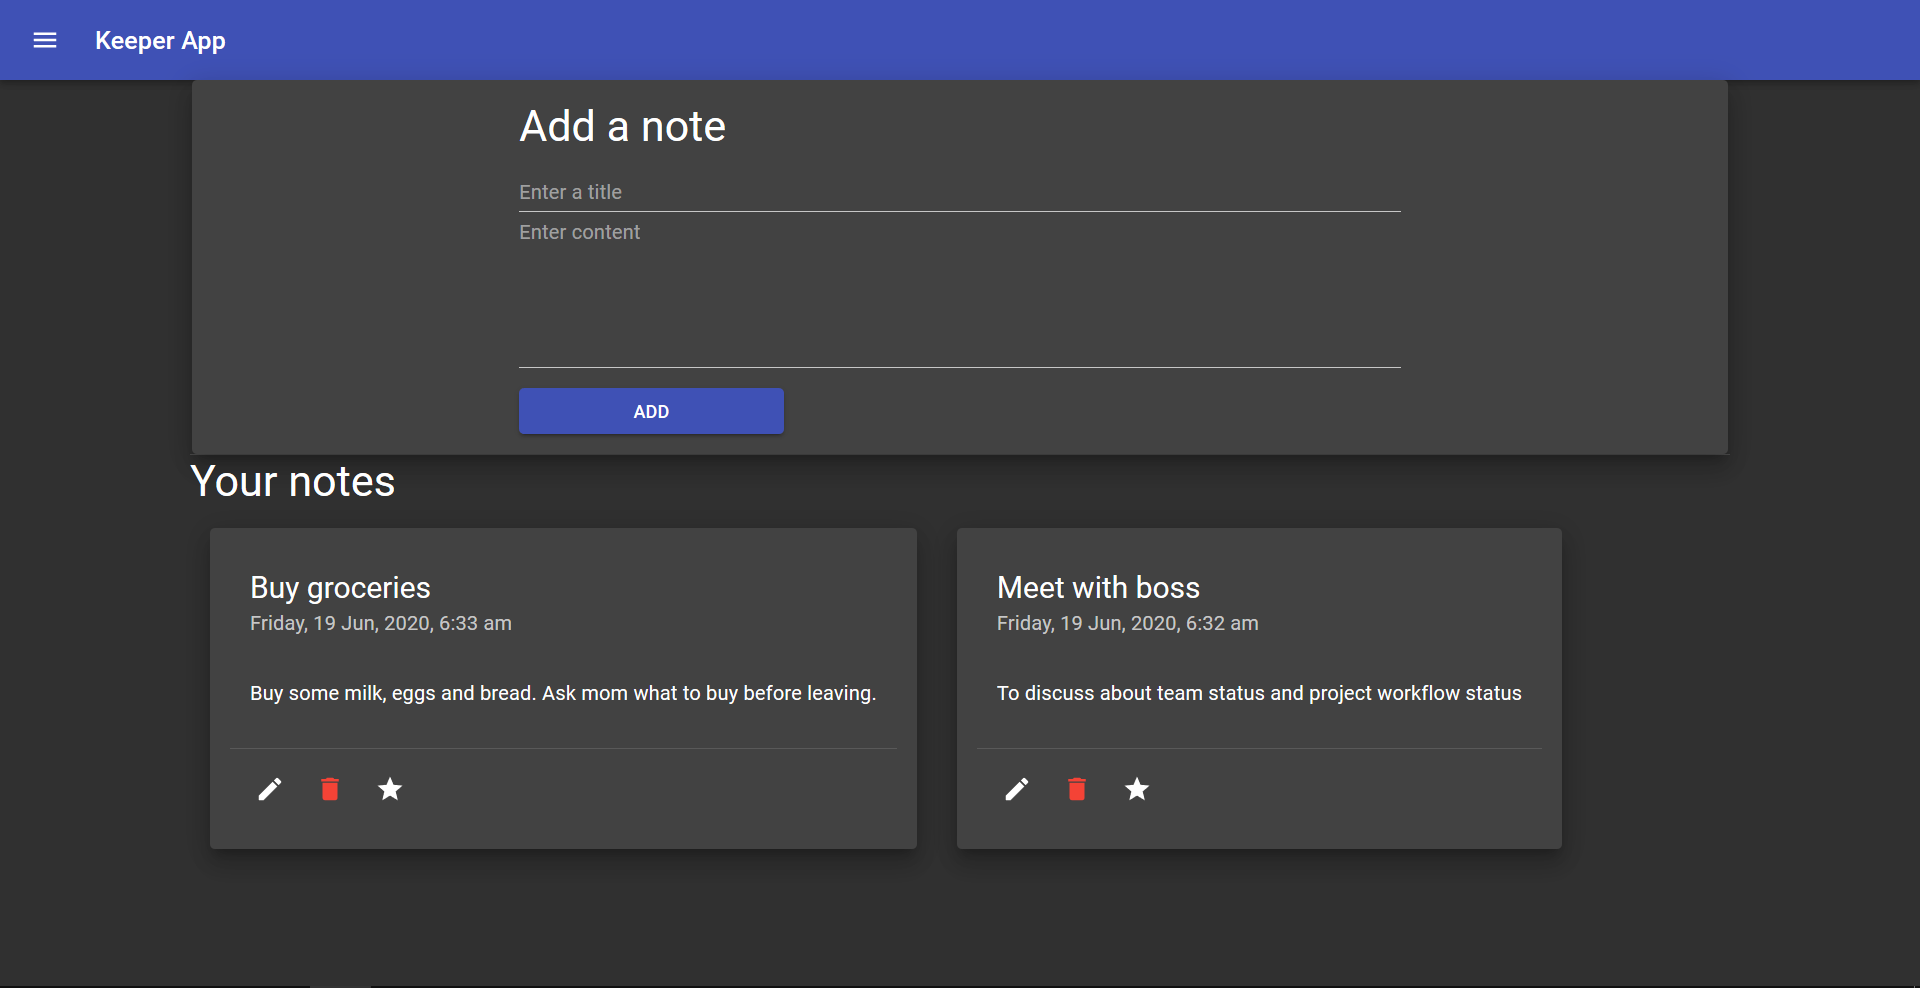 Keeper App
Add a note
Enter a title
Enter content
ADD
Your notes
Buy groceries
Friday, 19 Jun, 2020, 6:33 am
Buy some milk, eggs and bread. Ask mom what to buy before leaving.
Meet with boss
Friday, 19 Jun, 2020, 6:32 am
To discuss about team status and project workflow status